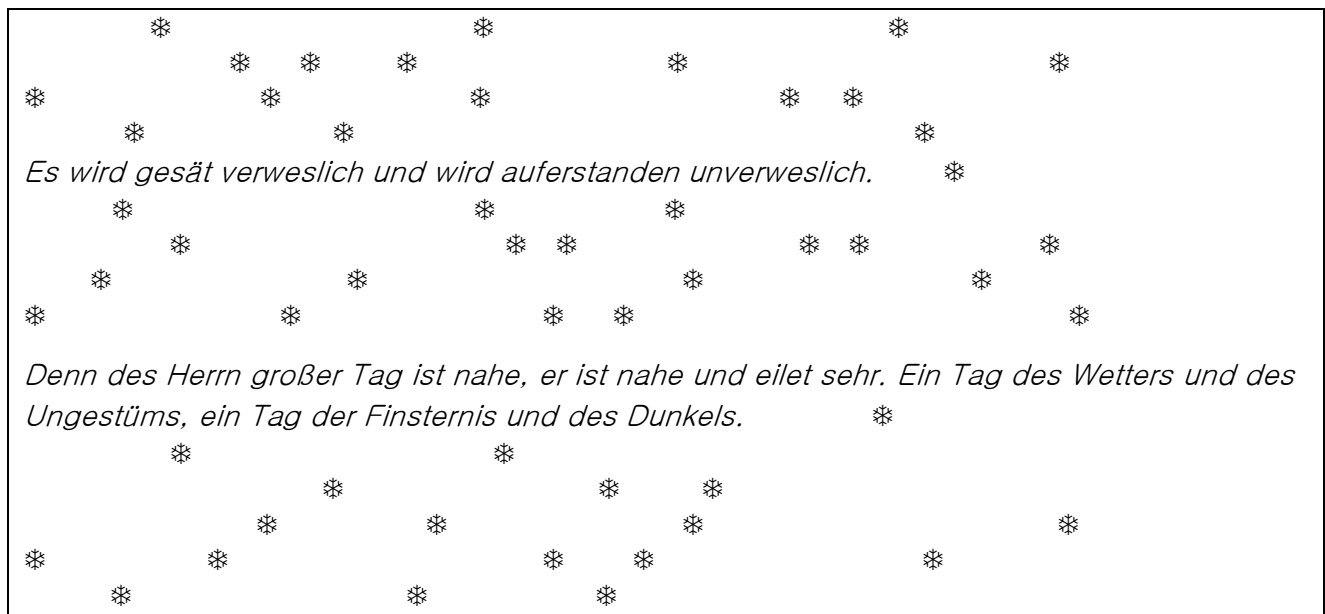 Es wird gesät verweslich und wird auferstanden unverweslich.
Denn des Herrn großer Tag ist nahe, er ist nahe und eilet sehr. Ein Tag des Wetters und des
Ungestüms, ein Tag der Finsternis und des Dunkels.